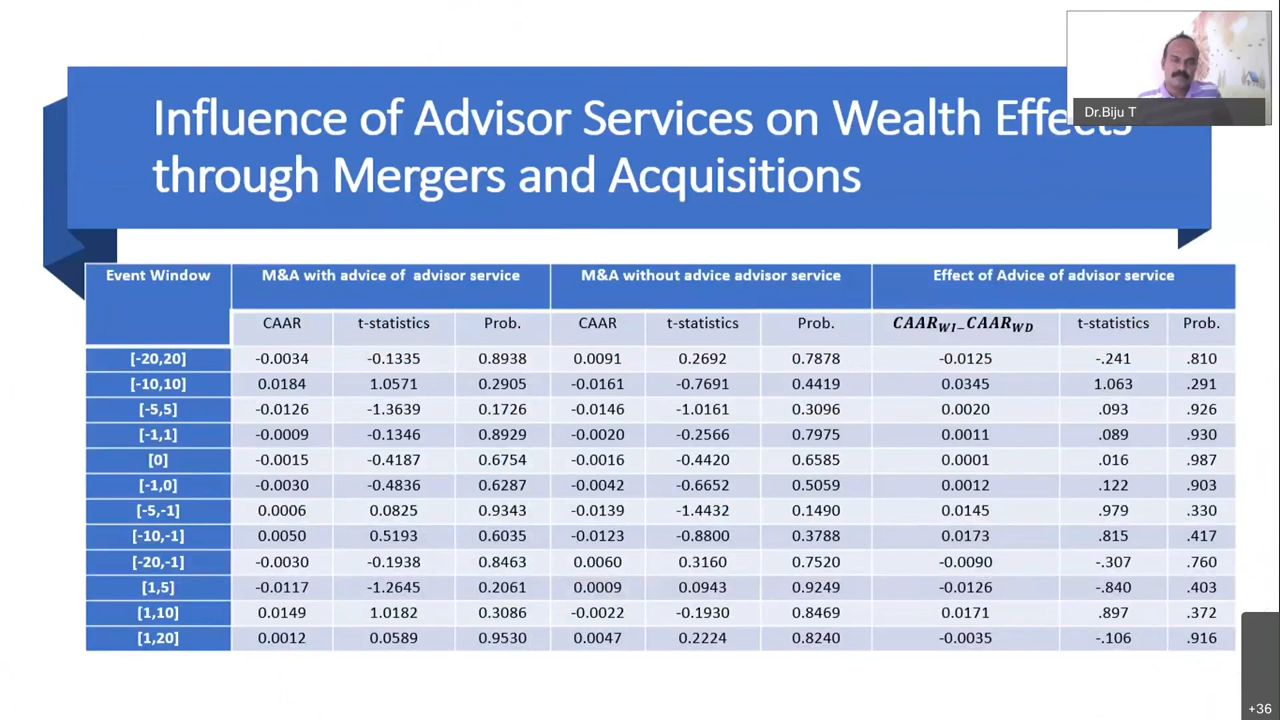 Dr.Biju T
Influence of Advisor Services on Wealth Effects
through Mergers and Acquisitions
Event Window M&A with advice of advisor service M&A without advice advisor service Effect of Advice of advisor service
CAAR t-statistics Prob. CAAR t-statistics Prob. CAAR_WI_CAAR_WD t-statistics Prob.
[-20,20] -0.0034 -0.1335 0.8938 0.0091 0.2692 0.7878 -0.0125 -.241 .810
[-10,10] 0.0184 1.0571 0.2905 -0.0161 -0.7691 0.4419 0.0345 1.063 .291
[-5,5] -0.0126 -1.3639 0.1726 -0.0146 -1.0161 0.3096 0.0020 .093 .926
[-1,1] -0.0009 -0.1346 0.8929 -0.0020 -0.2566 0.7975 0.0011 .089 .930
[0] -0.0015 -0.4187 0.6754 -0.0016 -0.4420 0.6585 0.0001 .016 .987
[-1,0] -0.0030 -0.4836 0.6287 -0.0042 -0.6652 0.5059 0.0012 .122 .903
[-5,-1] 0.0006 0.0825 0.9343 -0.0139 -1.4432 0.1490 0.0145 .979 .330
[-10,-1] 0.0050 0.5193 0.6035 -0.0123 -0.8800 0.3788 0.0173 .815 .417
[-20,-1] -0.0030 -0.1938 0.8463 0.0060 0.3160 0.7520 -0.0090 -.307 .760
[1,5] -0.0117 -1.2645 0.2061 0.0009 0.0943 0.9249 -0.0126 -.840 .403
[1,10] 0.0149 1.0182 0.3086 -0.0022 -0.1930 0.8469 0.0171 .897 .372
[1,20] 0.0012 0.0589 0.9530 0.0047 0.2224 0.8240 -0.0035 -.106 .916
+36